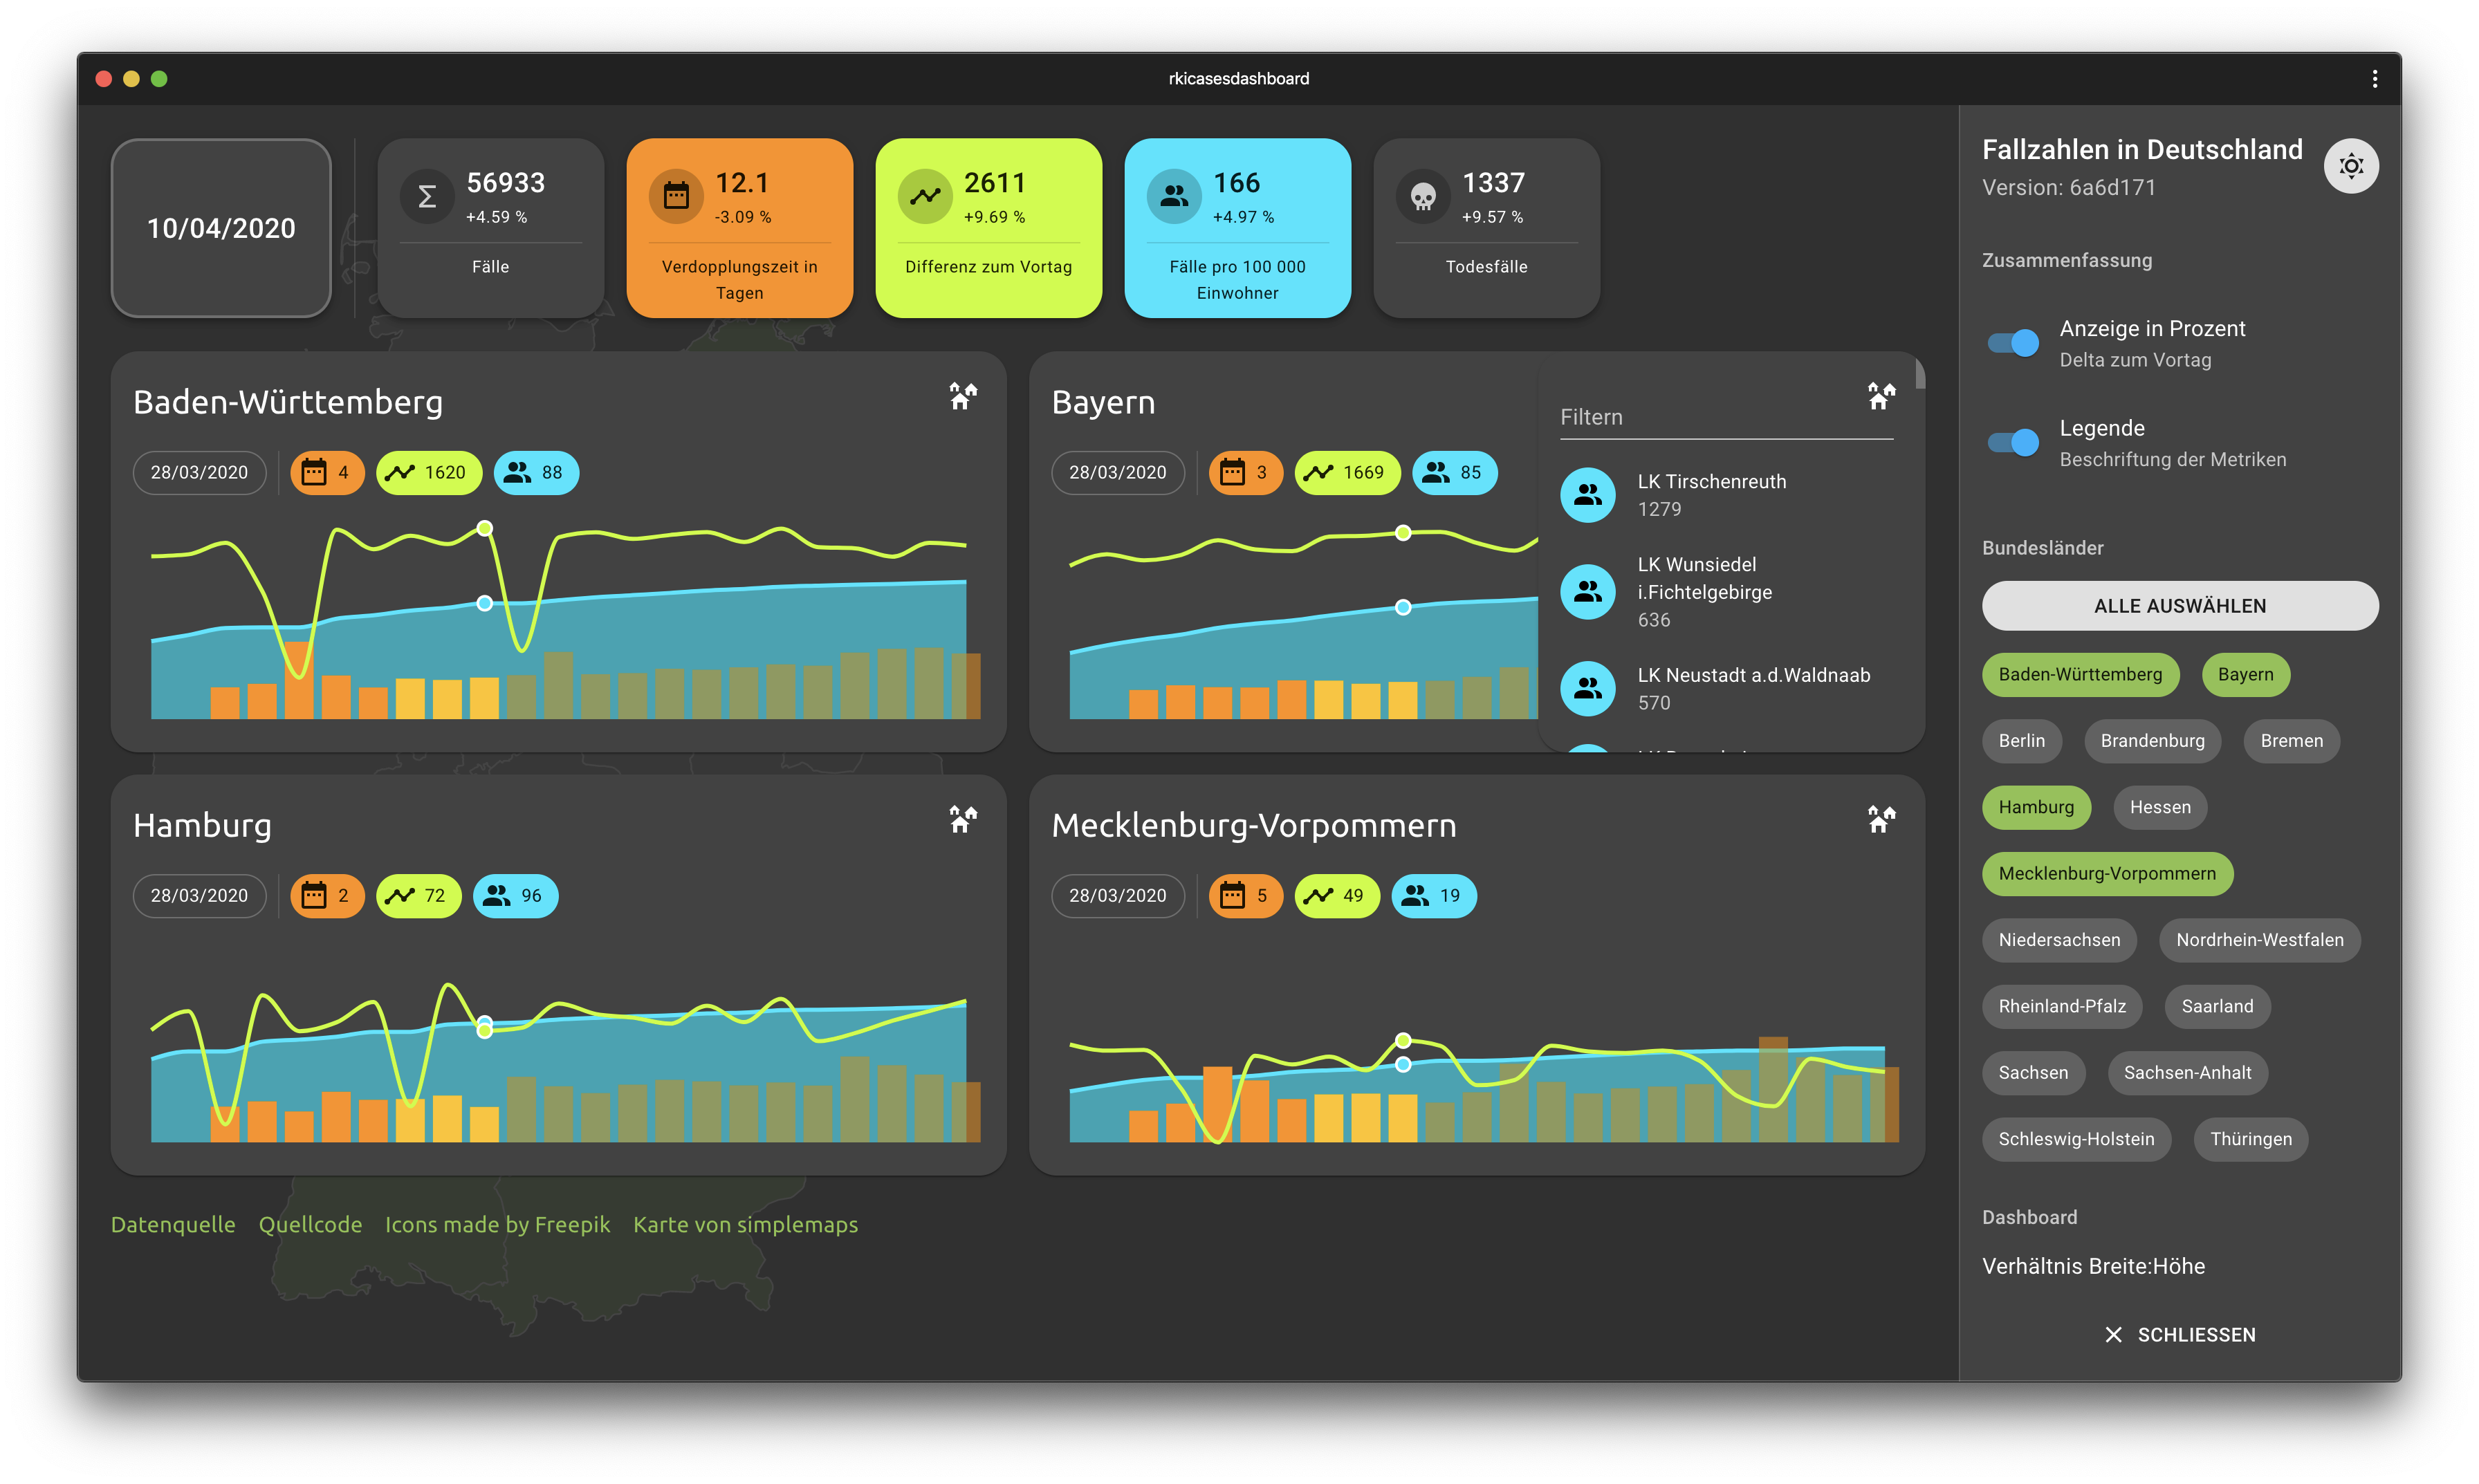 rkicasesdashboard
10/04/2020
56933
+4.59 %
Fälle
12.1
-3.09 %
Verdopplungszeit in
Tagen
2611
+9.69 %
Differenz zum Vortag
166
+4.97 %
Fälle pro 100 000
Einwohner
1337
+9.57 %
Todesfälle
Baden-Württemberg
28/03/2020
4
1620
88
Bayern
28/03/2020
3
1669
85
Filtern
LK Tirschenreuth
1279
LK Wunsiedel
i.Fichtelgebirge
636
LK Neustadt a.d.Waldnaab
570
Hamburg
28/03/2020
2
72
96
Mecklenburg-Vorpommern
28/03/2020
5
49
19
Datenquelle Quellcode Icons made by Freepik Karte von simplemaps
Fallzahlen in Deutschland
Version: 6a6d171
Zusammenfassung
Anzeige in Prozent
Delta zum Vortag
Legende
Beschriftung der Metriken
Bundesländer
ALLE AUSWÄHLEN
Baden-Württemberg Bayern
Berlin Brandenburg Bremen
Hamburg Hessen
Mecklenburg-Vorpommern
Niedersachsen Nordrhein-Westfalen
Rheinland-Pfalz Saarland
Sachsen Sachsen-Anhalt
Schleswig-Holstein Thüringen
Dashboard
Verhältnis Breite:Höhe
SCHLIESSEN